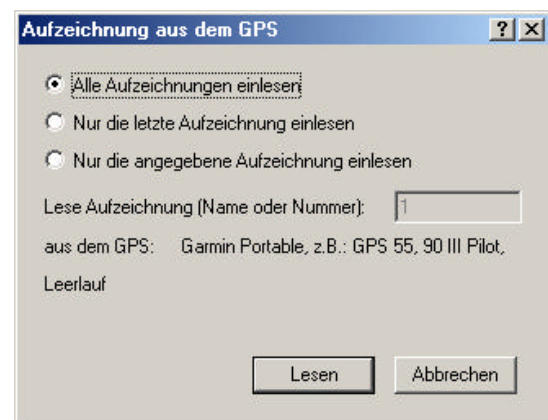 Aufzeichnung aus dem GPS
Alle Aufzeichnungen einlesen
Nur die letzte Aufzeichnung einlesen
Nur die angegebene Aufzeichnung einlesen
Lese Aufzeichnung (Name oder Nummer): 1
aus dem GPS: Garmin Portable, z.B.: GPS 55, 90 III Pilot,
Leerlauf
Lesen Abbrechen